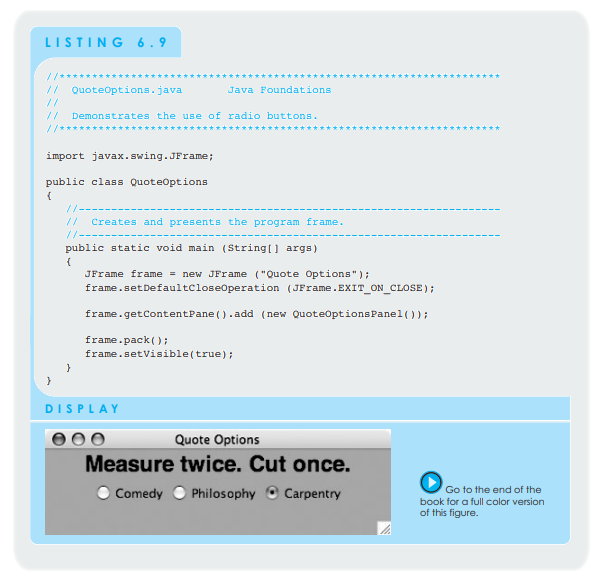 LISTING 6.9
//********************************************************************
//  QuoteOptions.java       Java Foundations
//
//  Demonstrates the use of radio buttons.
//********************************************************************
import javax.swing.JFrame;
public class QuoteOptions
{
   //-----------------------------------------------------------------
   //  Creates and presents the program frame.
   //-----------------------------------------------------------------
   public static void main (String[] args)
   {
      JFrame frame = new JFrame ("Quote Options");
      frame.setDefaultCloseOperation (JFrame.EXIT_ON_CLOSE);
      frame.getContentPane().add (new QuoteOptionsPanel());
      frame.pack();
      frame.setVisible(true);
   }
}
DISPLAY
Quote Options
Measure twice. Cut once.
Comedy Philosophy Carpentry
Go to the end of the
book for a full color version
of this figure.